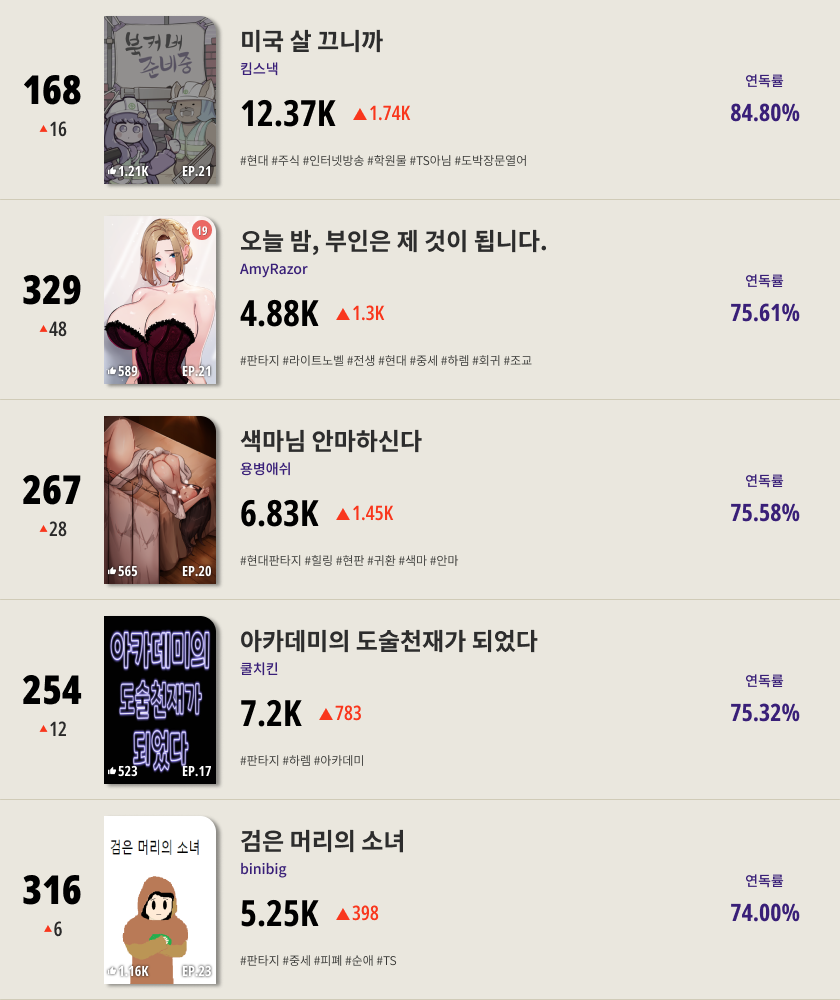 168
▲16
북커버
준비중
1.21K EP.21
미국 살 끄니까
킴스낵
12.37K ▲1.74K
#현대 #주식 #인터넷방송 #학원물 #TS아님 #도박장문열어
연독률
84.80%
329
▲48
19
589 EP.21
오늘 밤, 부인은 제 것이 됩니다.
AmyRazor
4.88K ▲1.3K
#판타지 #라이트노벨 #전생 #현대 #중세 #하렘 #회귀 #조교
연독률
75.61%
267
▲28
565 EP.20
색마님 안마하신다
용병애쉬
6.83K ▲1.45K
#현대판타지 #힐링 #현판 #귀환 #색마 #안마
연독률
75.58%
254
▲12
아카데미의
도술천재가
되었다
523 EP.17
아카데미의 도술천재가 되었다
쿨치킨
7.2K ▲783
#판타지 #하렘 #아카데미
연독률
75.32%
316
▲6
검은 머리의 소녀
1.16K EP.23
검은 머리의 소녀
binibig
5.25K ▲398
#판타지 #중세 #피폐 #순애 #TS
연독률
74.00%